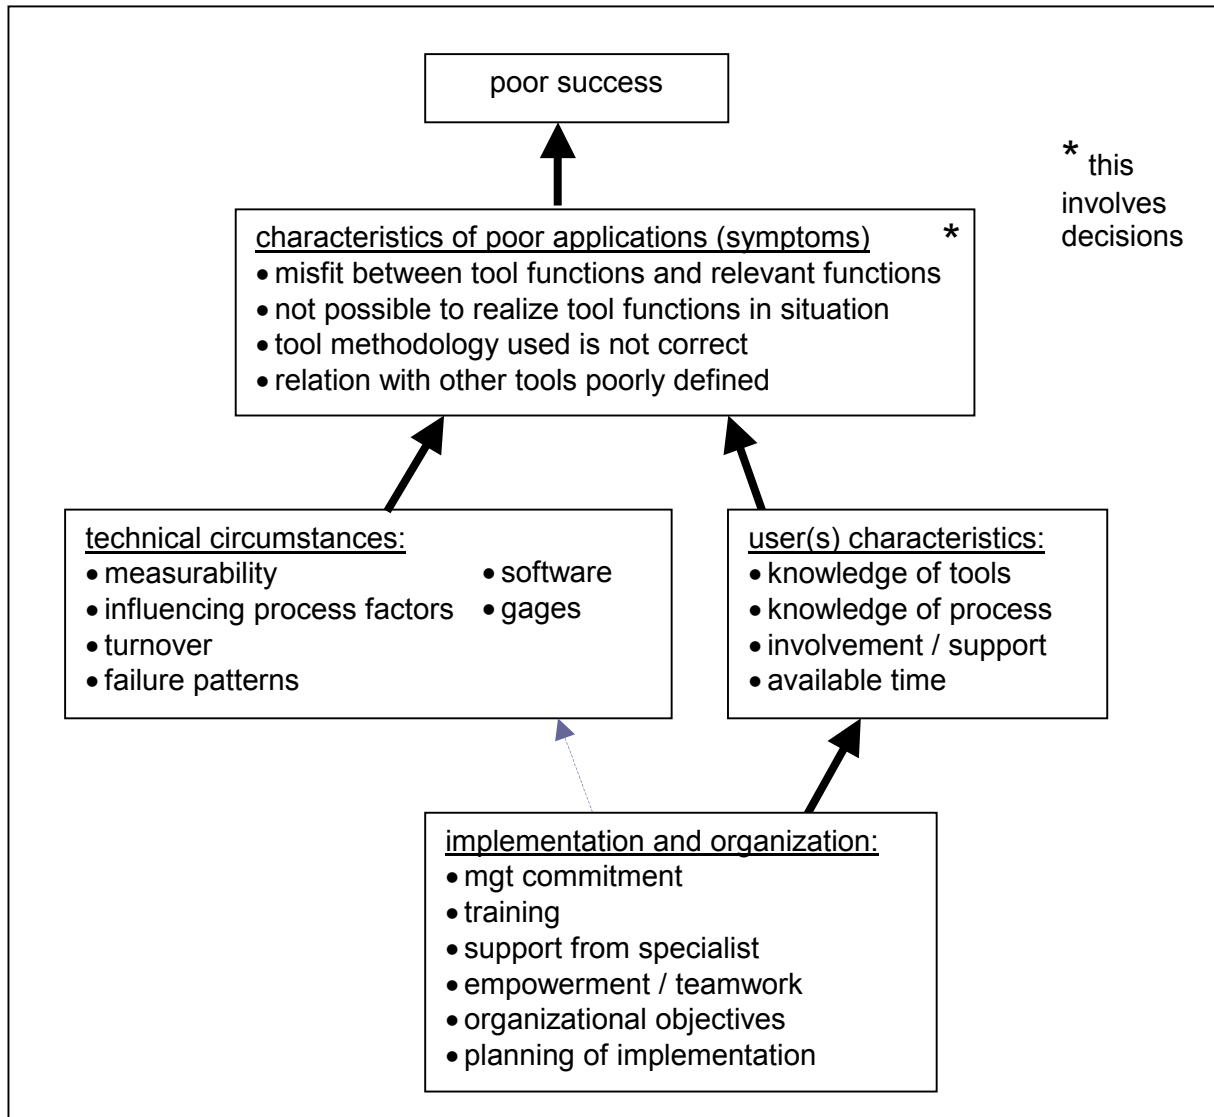 poor success
* this
involves
decisions
characteristics of poor applications (symptoms) *
• misfit between tool functions and relevant functions
• not possible to realize tool functions in situation
• tool methodology used is not correct
• relation with other tools poorly defined
technical circumstances:
• measurability
• influencing process factors
• turnover
• failure patterns
• software
• gages
user(s) characteristics:
• knowledge of tools
• knowledge of process
• involvement / support
• available time
implementation and organization:
• mgt commitment
• training
• support from specialist
• empowerment / teamwork
• organizational objectives
• planning of implementation